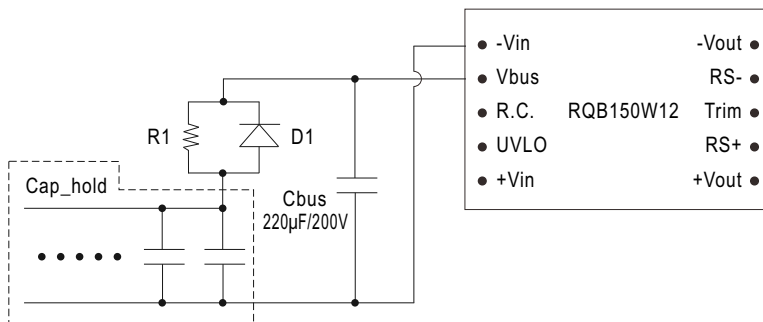 -Vin -Vout
Vbus RS-
R.C. RQB150W12 Trim
R1 D1
UVLO RS+
Cap_hold
+Vin +Vout
Cbus
220µF/200V